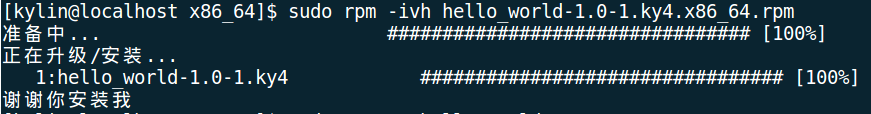 [kylin@localhost x86_64]$ sudo rpm -ivh hello_world-1.0-1.ky4.x86_64.rpm
准备中... ################################# [100%]
正在升级/安装...
1:hello_world-1.0-1.ky4 ################################# [100%]
谢谢你安装我